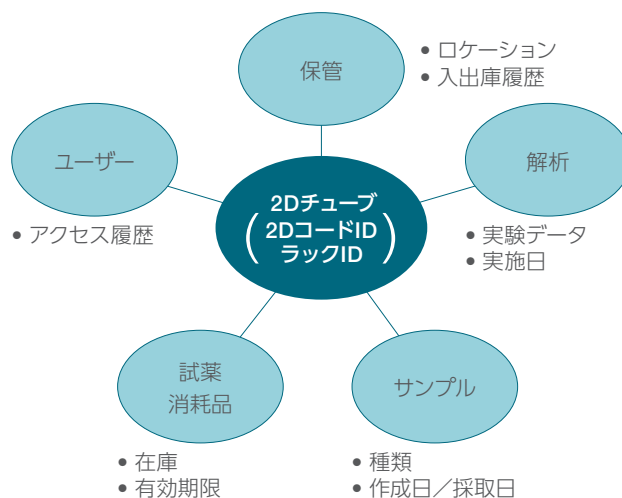 保管
• ロケーション
• 入出庫履歴
ユーザー
• アクセス履歴
解析
• 実験データ
• 実施日
2Dチューブ
(2DコードID)
ラックID
試薬
消耗品
• 在庫
• 有効期限
サンプル
• 種類
• 作成日／採取日